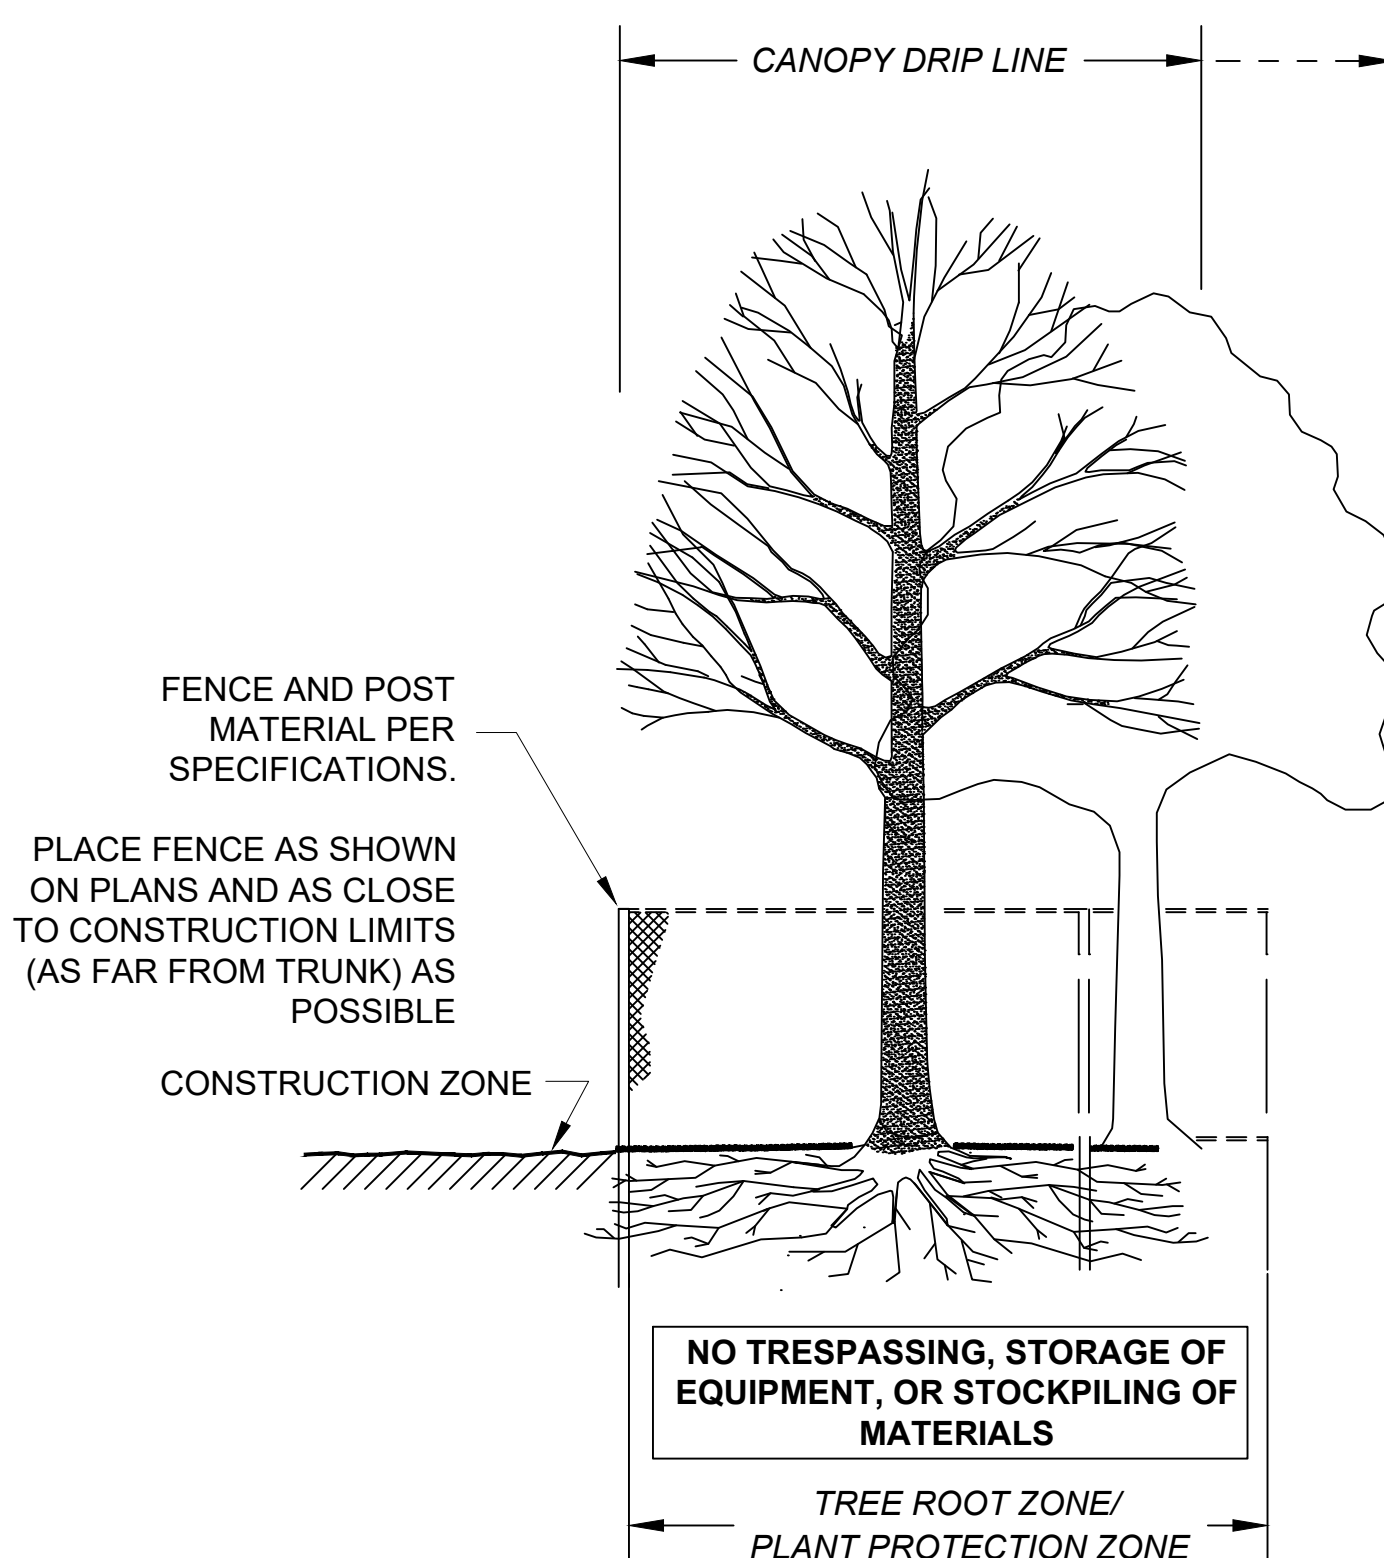 CANOPY DRIP LINE
FENCE AND POST
MATERIAL PER
SPECIFICATIONS.
PLACE FENCE AS SHOWN
ON PLANS AND AS CLOSE
TO CONSTRUCTION LIMITS
(AS FAR FROM TRUNK) AS
POSSIBLE
CONSTRUCTION ZONE
NO TRESPASSING, STORAGE OF
EQUIPMENT, OR STOCKPILING OF
MATERIALS
TREE ROOT ZONE/
PLANT PROTECTION ZONE